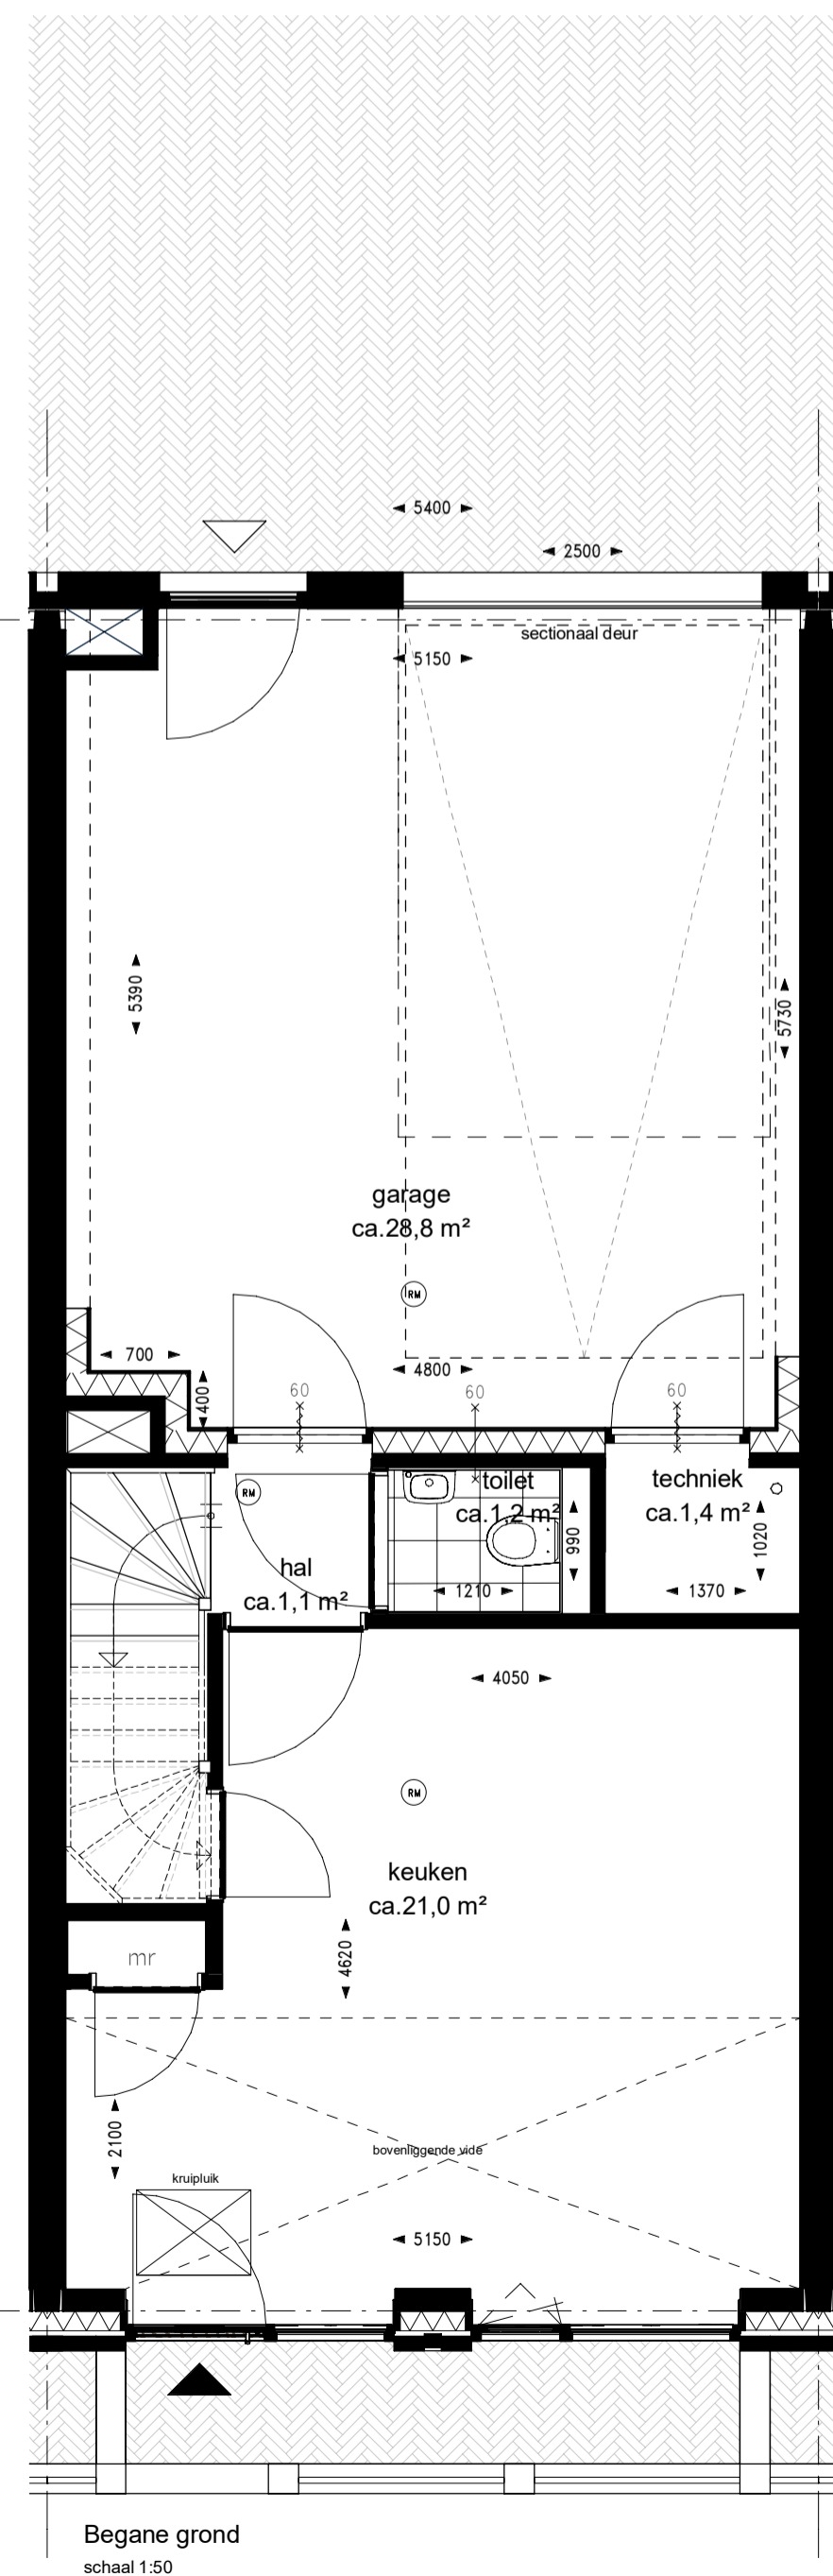 5400
2500
sectionaal deur
5150
5390
5730
garage
ca.28,8 m²
RM
700
400
4800
60
60
60
RM
toilet
ca.1,2 m²
techniek
ca.1,4 m²
990
1020
hal
ca.1,1 m²
1210
1370
4050
RM
keuken
ca.21,0 m²
4620
mr
2100
bovenliggende vide
kruipluik
5150
Begane grond
schaal 1:50